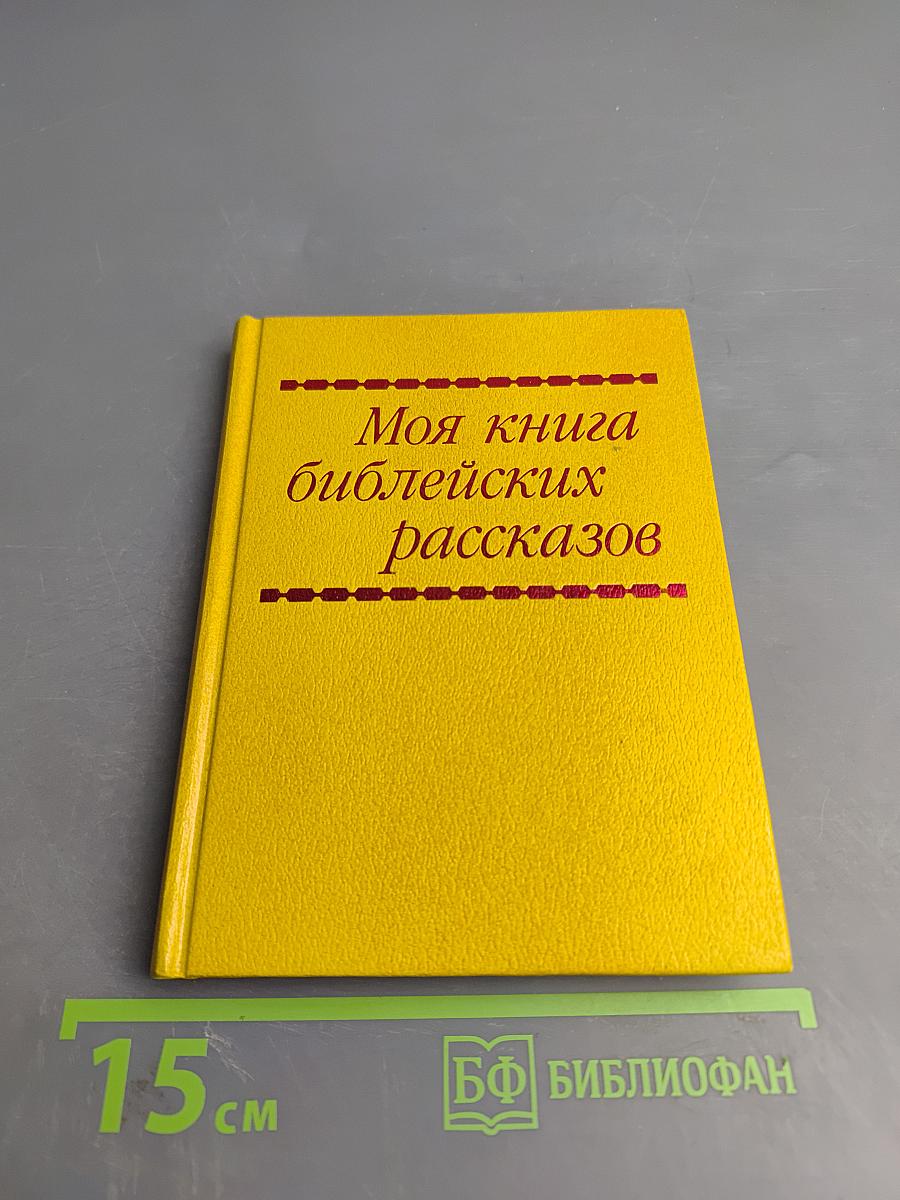 Моя книга
библейских
рассказов
15 см
БФ БИБЛИОФАН